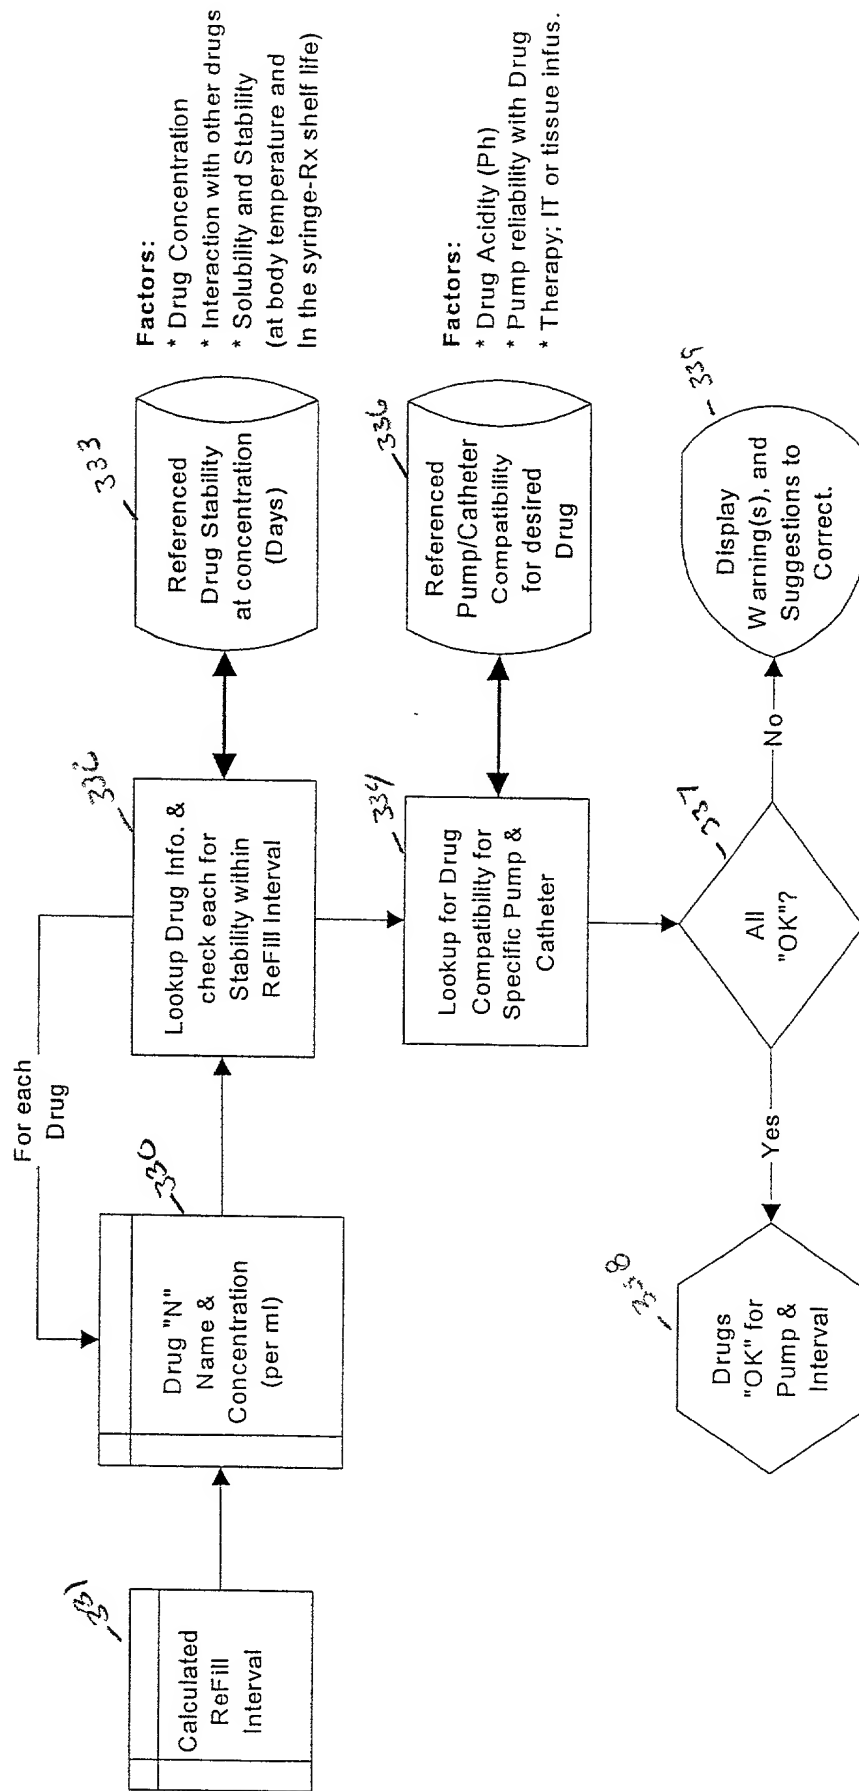 For each
Drug
331
Calculated
ReFill
Interval
330
Drug "N"
Name &
Concentration
(per ml)
332
Lookup Drug Info. &
check each for
Stability within
ReFill Interval
333
Referenced
Drug Stability
at concentration
(Days)
Factors:
* Drug Concentration
* Interaction with other drugs
* Solubility and Stability
(at body temperature and
In the syringe-Rx shelf life)
334
Lookup for Drug
Compatibility for
Specific Pump &
Catheter
336
Referenced
Pump/Catheter
Compatibility
for desired
Drug
Factors:
* Drug Acidity (Ph)
* Pump reliability with Drug
* Therapy; IT or tissue infus.
338
Drugs
"OK" for
Pump &
Interval
Yes
337
All
"OK"?
No
339
Display
Warning(s), and
Suggestions to
Correct.